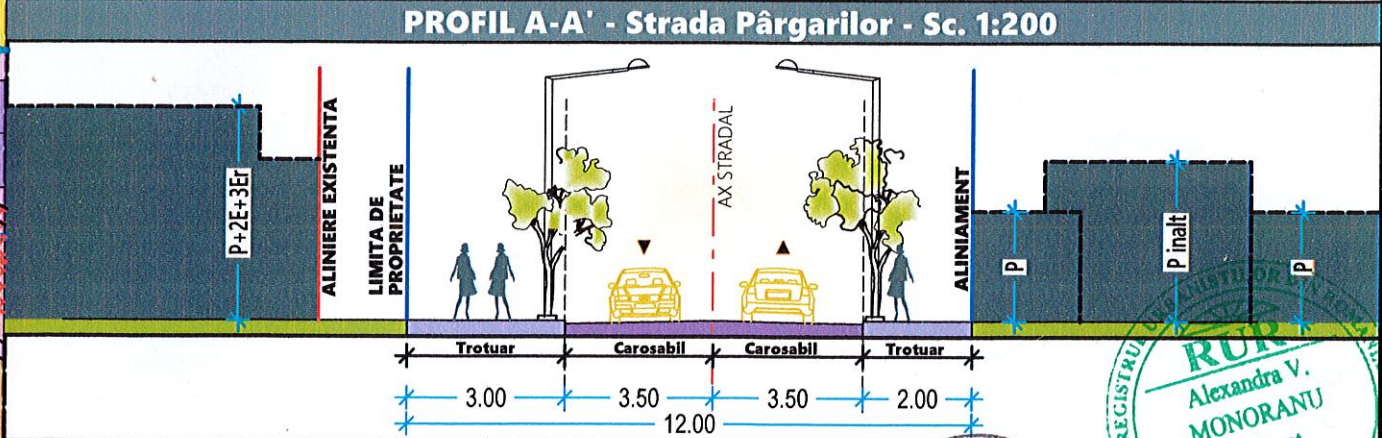 PROFIL A-A' - Strada Pârgarilor - Sc. 1:200
P+2E+3Er
ALINIERE EXISTENTA
LIMITA DE
PROPRIETATE
AX STRADAL
ALINIAMENT
P
P inalt
P
Trotuar
Carosabil
Carosabil
Trotuar
3.00
3.50
3.50
2.00
12.00
RUR
Alexandra V.
MONORANU